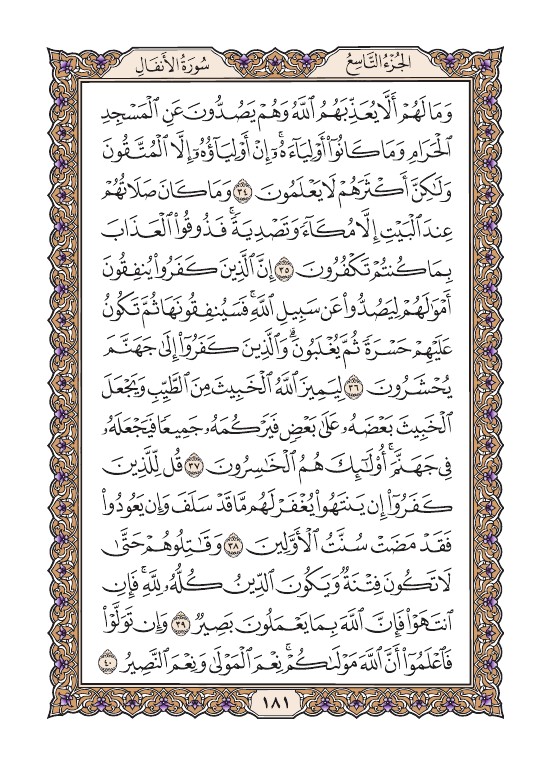 الجزء التاسع
سورة الأنفال
وَمَا لَهُمْ أَلَّا يُعَذِّبَهُمُ ٱللَّهُ وَهُمْ يَصُدُّونَ عَنِ ٱلْمَسْجِدِ
ٱلْحَرَامِ وَمَا كَانُوٓا۟ أَوْلِيَآءَهُۥٓ ۚ إِنْ أَوْلِيَآؤُهُۥٓ إِلَّا ٱلْمُتَّقُونَ
وَلَٰكِنَّ أَكْثَرَهُمْ لَا يَعْلَمُونَ ٣٤ وَمَا كَانَ صَلَاتُهُمْ
عِندَ ٱلْبَيْتِ إِلَّا مُكَآءً وَتَصْدِيَةً ۚ فَذُوقُوا۟ ٱلْعَذَابَ
بِمَا كُنتُمْ تَكْفُرُونَ ٣٥ إِنَّ ٱلَّذِينَ كَفَرُوا۟ يُنفِقُونَ
أَمْوَٰلَهُمْ لِيَصُدُّوا۟ عَن سَبِيلِ ٱللَّهِ ۚ فَسَيُنفِقُونَهَا ثُمَّ تَكُونُ
عَلَيْهِمْ حَسْرَةً ثُمَّ يُغْلَبُونَ ۗ وَٱلَّذِينَ كَفَرُوٓا۟ إِلَىٰ جَهَنَّمَ
يُحْشَرُونَ ٣٦ لِيَمِيزَ ٱللَّهُ ٱلْخَبِيثَ مِنَ ٱلطَّيِّبِ وَيَجْعَلَ
ٱلْخَبِيثَ بَعْضَهُۥ عَلَىٰ بَعْضٍ فَيَرْكُمَهُۥ جَمِيعًا فَيَجْعَلَهُۥ
فِى جَهَنَّمَ ۚ أُو۟لَٰٓئِكَ هُمُ ٱلْخَٰسِرُونَ ٣٧ قُل لِّلَّذِينَ
كَفَرُوٓا۟ إِن يَنتَهُوا۟ يُغْفَرْ لَهُم مَّا قَدْ سَلَفَ وَإِن يَعُودُوا۟
فَقَدْ مَضَتْ سُنَّتُ ٱلْأَوَّلِينَ ٣٨ وَقَٰتِلُوهُمْ حَتَّىٰ
لَا تَكُونَ فِتْنَةٌ وَيَكُونَ ٱلدِّينُ كُلُّهُۥ لِلَّهِ ۚ فَإِنِ
ٱنتَهَوْا۟ فَإِنَّ ٱللَّهَ بِمَا يَعْمَلُونَ بَصِيرٌ ٣٩ وَإِن تَوَلَّوْا۟
فَٱعْلَمُوٓا۟ أَنَّ ٱللَّهَ مَوْلَىٰكُمْ ۚ نِعْمَ ٱلْمَوْلَىٰ وَنِعْمَ ٱلنَّصِيرُ ٤٠
١٨١